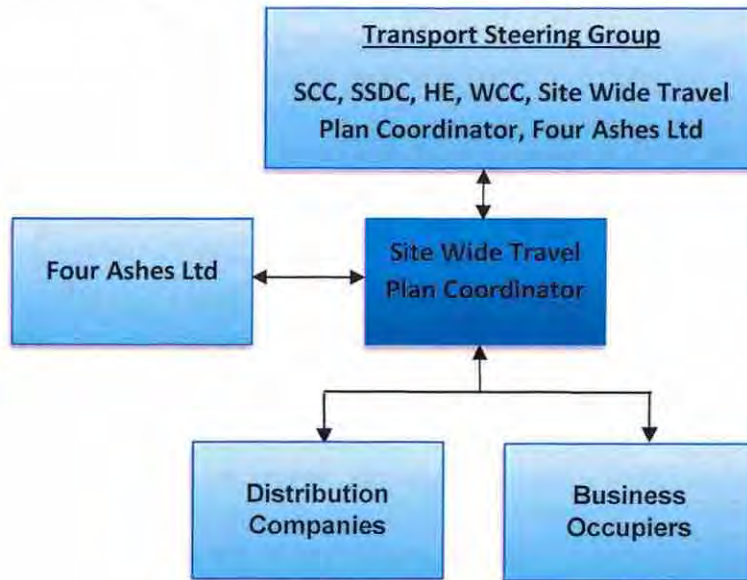 Transport Steering Group
SCC, SSDC, HE, WCC, Site Wide Travel
Plan Coordinator, Four Ashes Ltd
Four Ashes Ltd
Site Wide Travel
Plan Coordinator
Distribution
Companies
Business
Occupiers